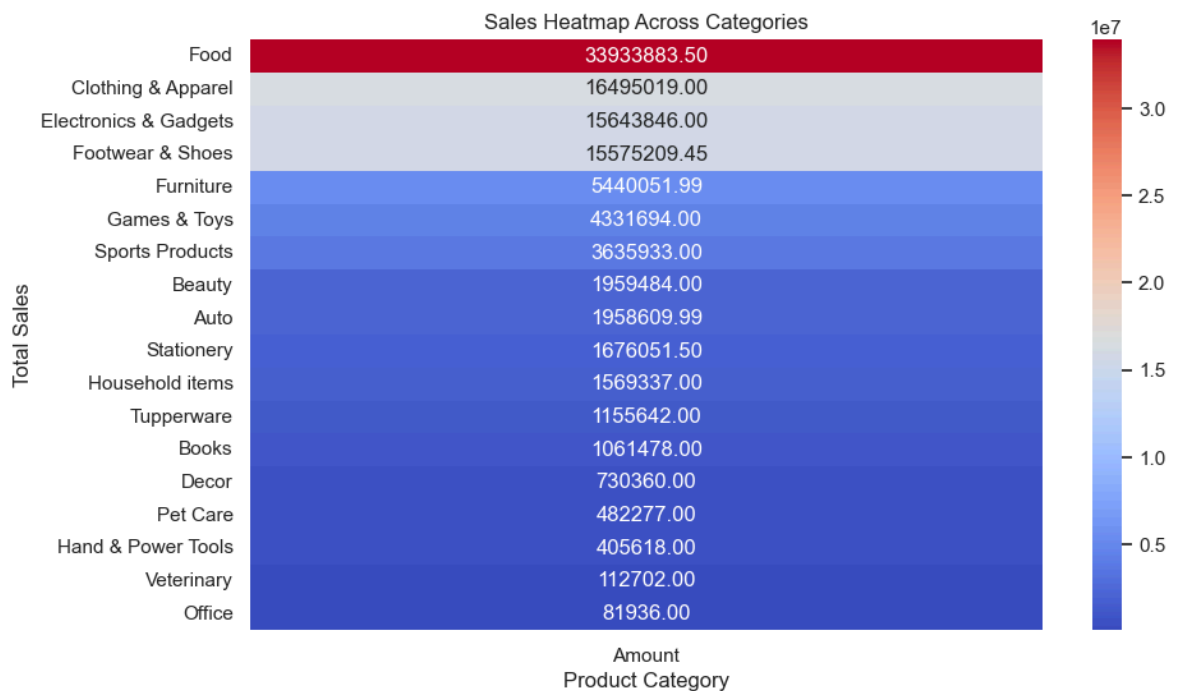 Sales Heatmap Across Categories
1e7
Food 33933883.50
Clothing & Apparel 16495019.00
3.0
Electronics & Gadgets 15643846.00
Footwear & Shoes 15575209.45
Furniture 5440051.99
2.5
Games & Toys 4331694.00
Sports Products 3635933.00
Beauty 1959484.00
2.0
Auto 1958609.99
Total Sales
Stationery 1676051.50
1.5
Household items 1569337.00
Tupperware 1155642.00
Books 1061478.00
1.0
Decor 730360.00
Pet Care 482277.00
Hand & Power Tools 405618.00
0.5
Veterinary 112702.00
Office 81936.00
Amount
Product Category